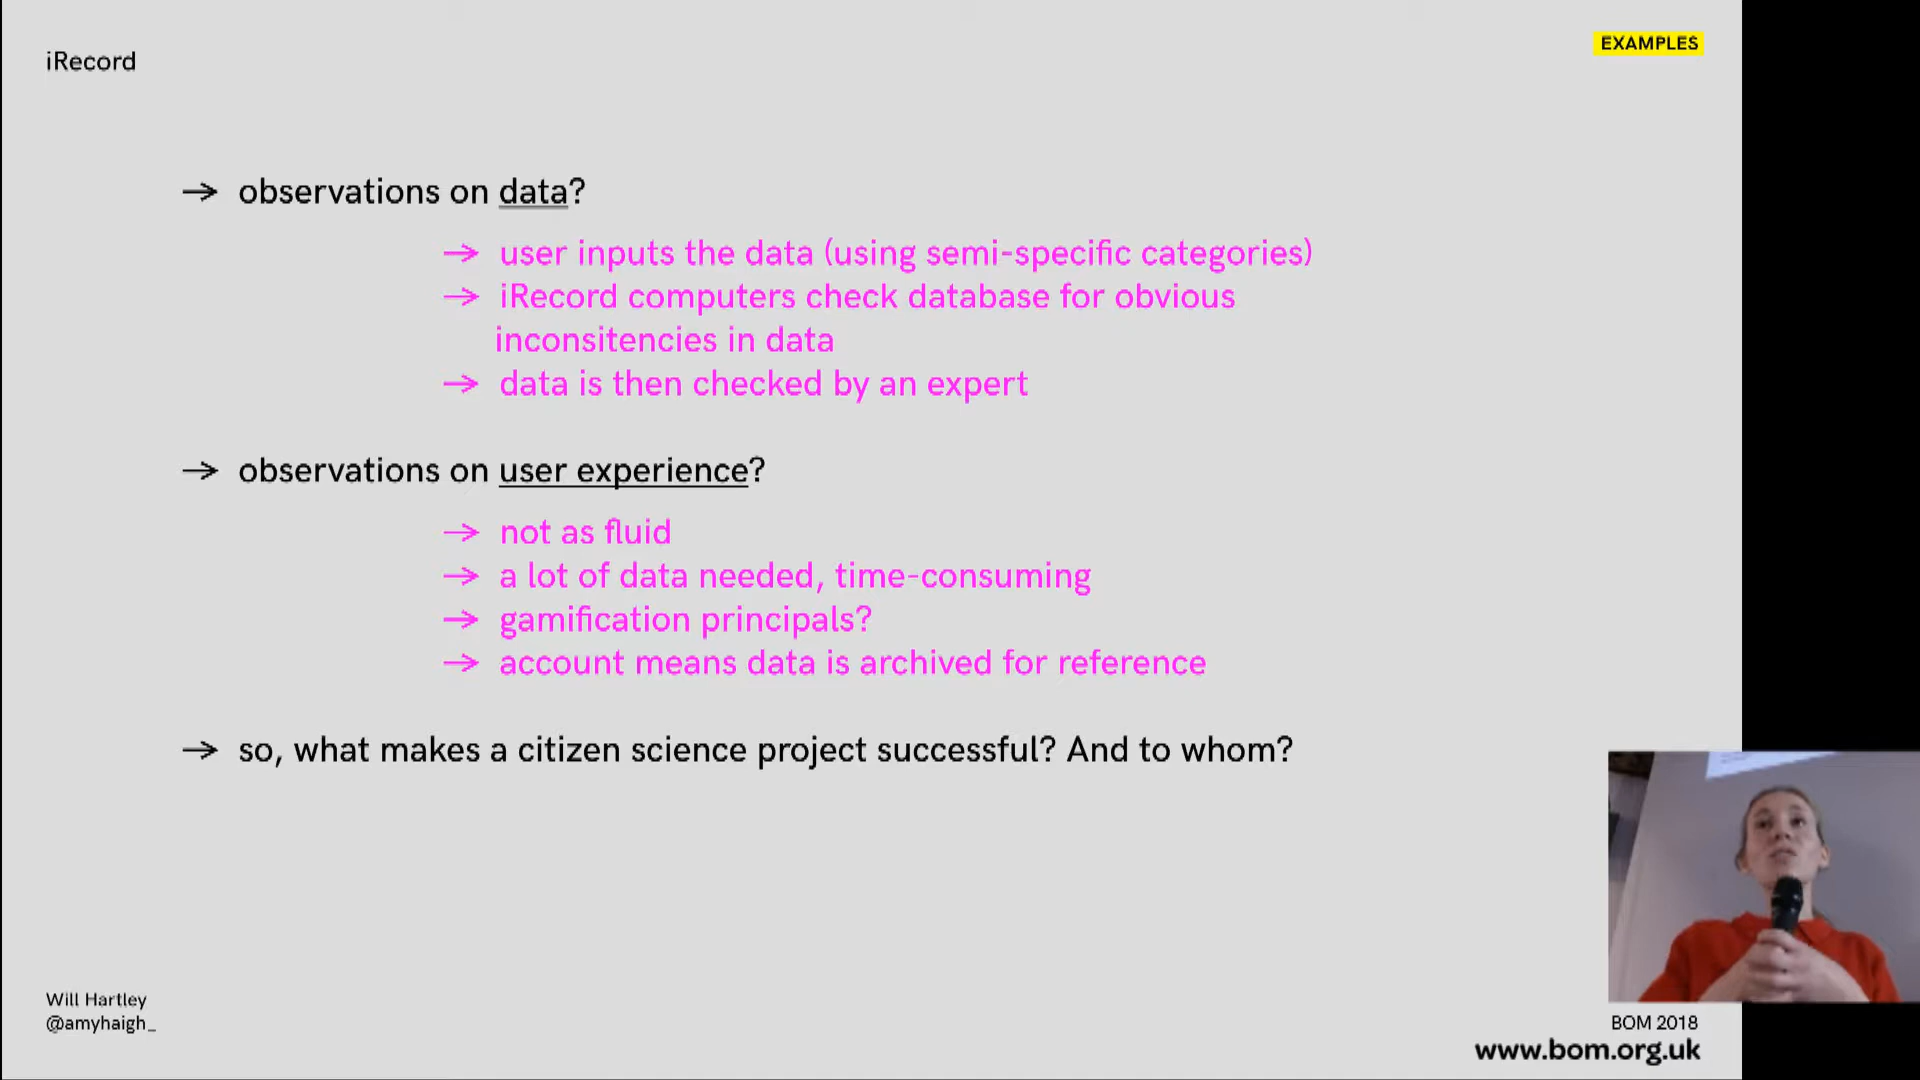 iRecord
EXAMPLES
→ observations on data?
→ user inputs the data (using semi-specific categories)
→ iRecord computers check database for obvious
inconsitencies in data
→ data is then checked by an expert
→ observations on user experience?
→ not as fluid
→ a lot of data needed, time-consuming
→ gamification principals?
→ account means data is archived for reference
→ so, what makes a citizen science project successful? And to whom?
Will Hartley
@amyhaigh_
BOM 2018
www.bom.org.uk